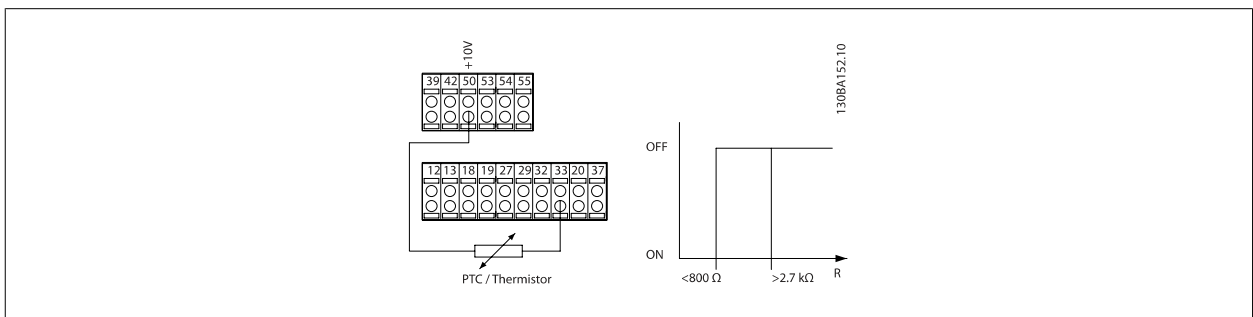 +10V
39 42 50 53 54 55
12 13 18 19 27 29 32 33 20 37
PTC / Thermistor
130BA152.10
OFF
ON
<800 Ω >2.7 kΩ R